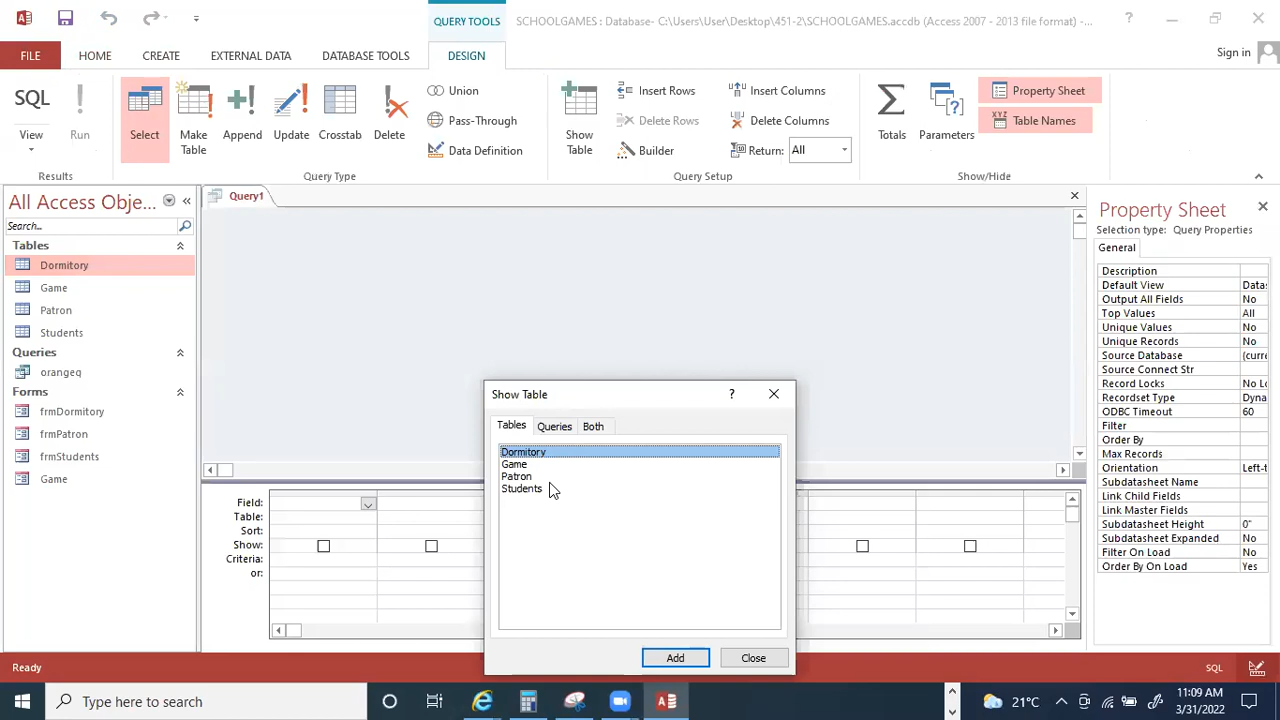 QUERY TOOLS
SCHOOLGAMES : Database- C:\Users\User\Desktop\451-2\SCHOOLGAMES.accdb (Access 2007 - 2013 file format) -...
?
FILE
HOME
CREATE
EXTERNAL DATA
DATABASE TOOLS
DESIGN
Sign in
SQL
View
Run
Results
Select
Make Table
Append
Update
Crosstab
Delete
Union
Pass-Through
Data Definition
Query Type
Show Table
Insert Rows
Delete Rows
Builder
Insert Columns
Delete Columns
Return: All
Query Setup
Totals
Parameters
Property Sheet
XYZ Table Names
Show/Hide
All Access Obje...
Search...
Tables
Dormitory
Game
Patron
Students
Queries
orangeq
Forms
frmDormitory
frmPatron
frmStudents
Game
Query1
Field:
Table:
Sort:
Show:
Criteria:
or:
Show Table
?
Tables Queries Both
Dormitory
Game
Patron
Students
Add
Close
Property Sheet
Selection type: Query Properties
General
Description
Default View Datas
Output All Fields No
Top Values All
Unique Values No
Unique Records No
Source Database (curre
Source Connect Str
Record Locks No Lo
Recordset Type Dyna
ODBC Timeout 60
Filter
Order By
Max Records
Orientation Left-t
Subdatasheet Name
Link Child Fields
Link Master Fields
Subdatasheet Height 0"
Subdatasheet Expanded No
Filter On Load No
Order By On Load Yes
Ready
SQL
Type here to search
21°C
11:09 AM
3/31/2022